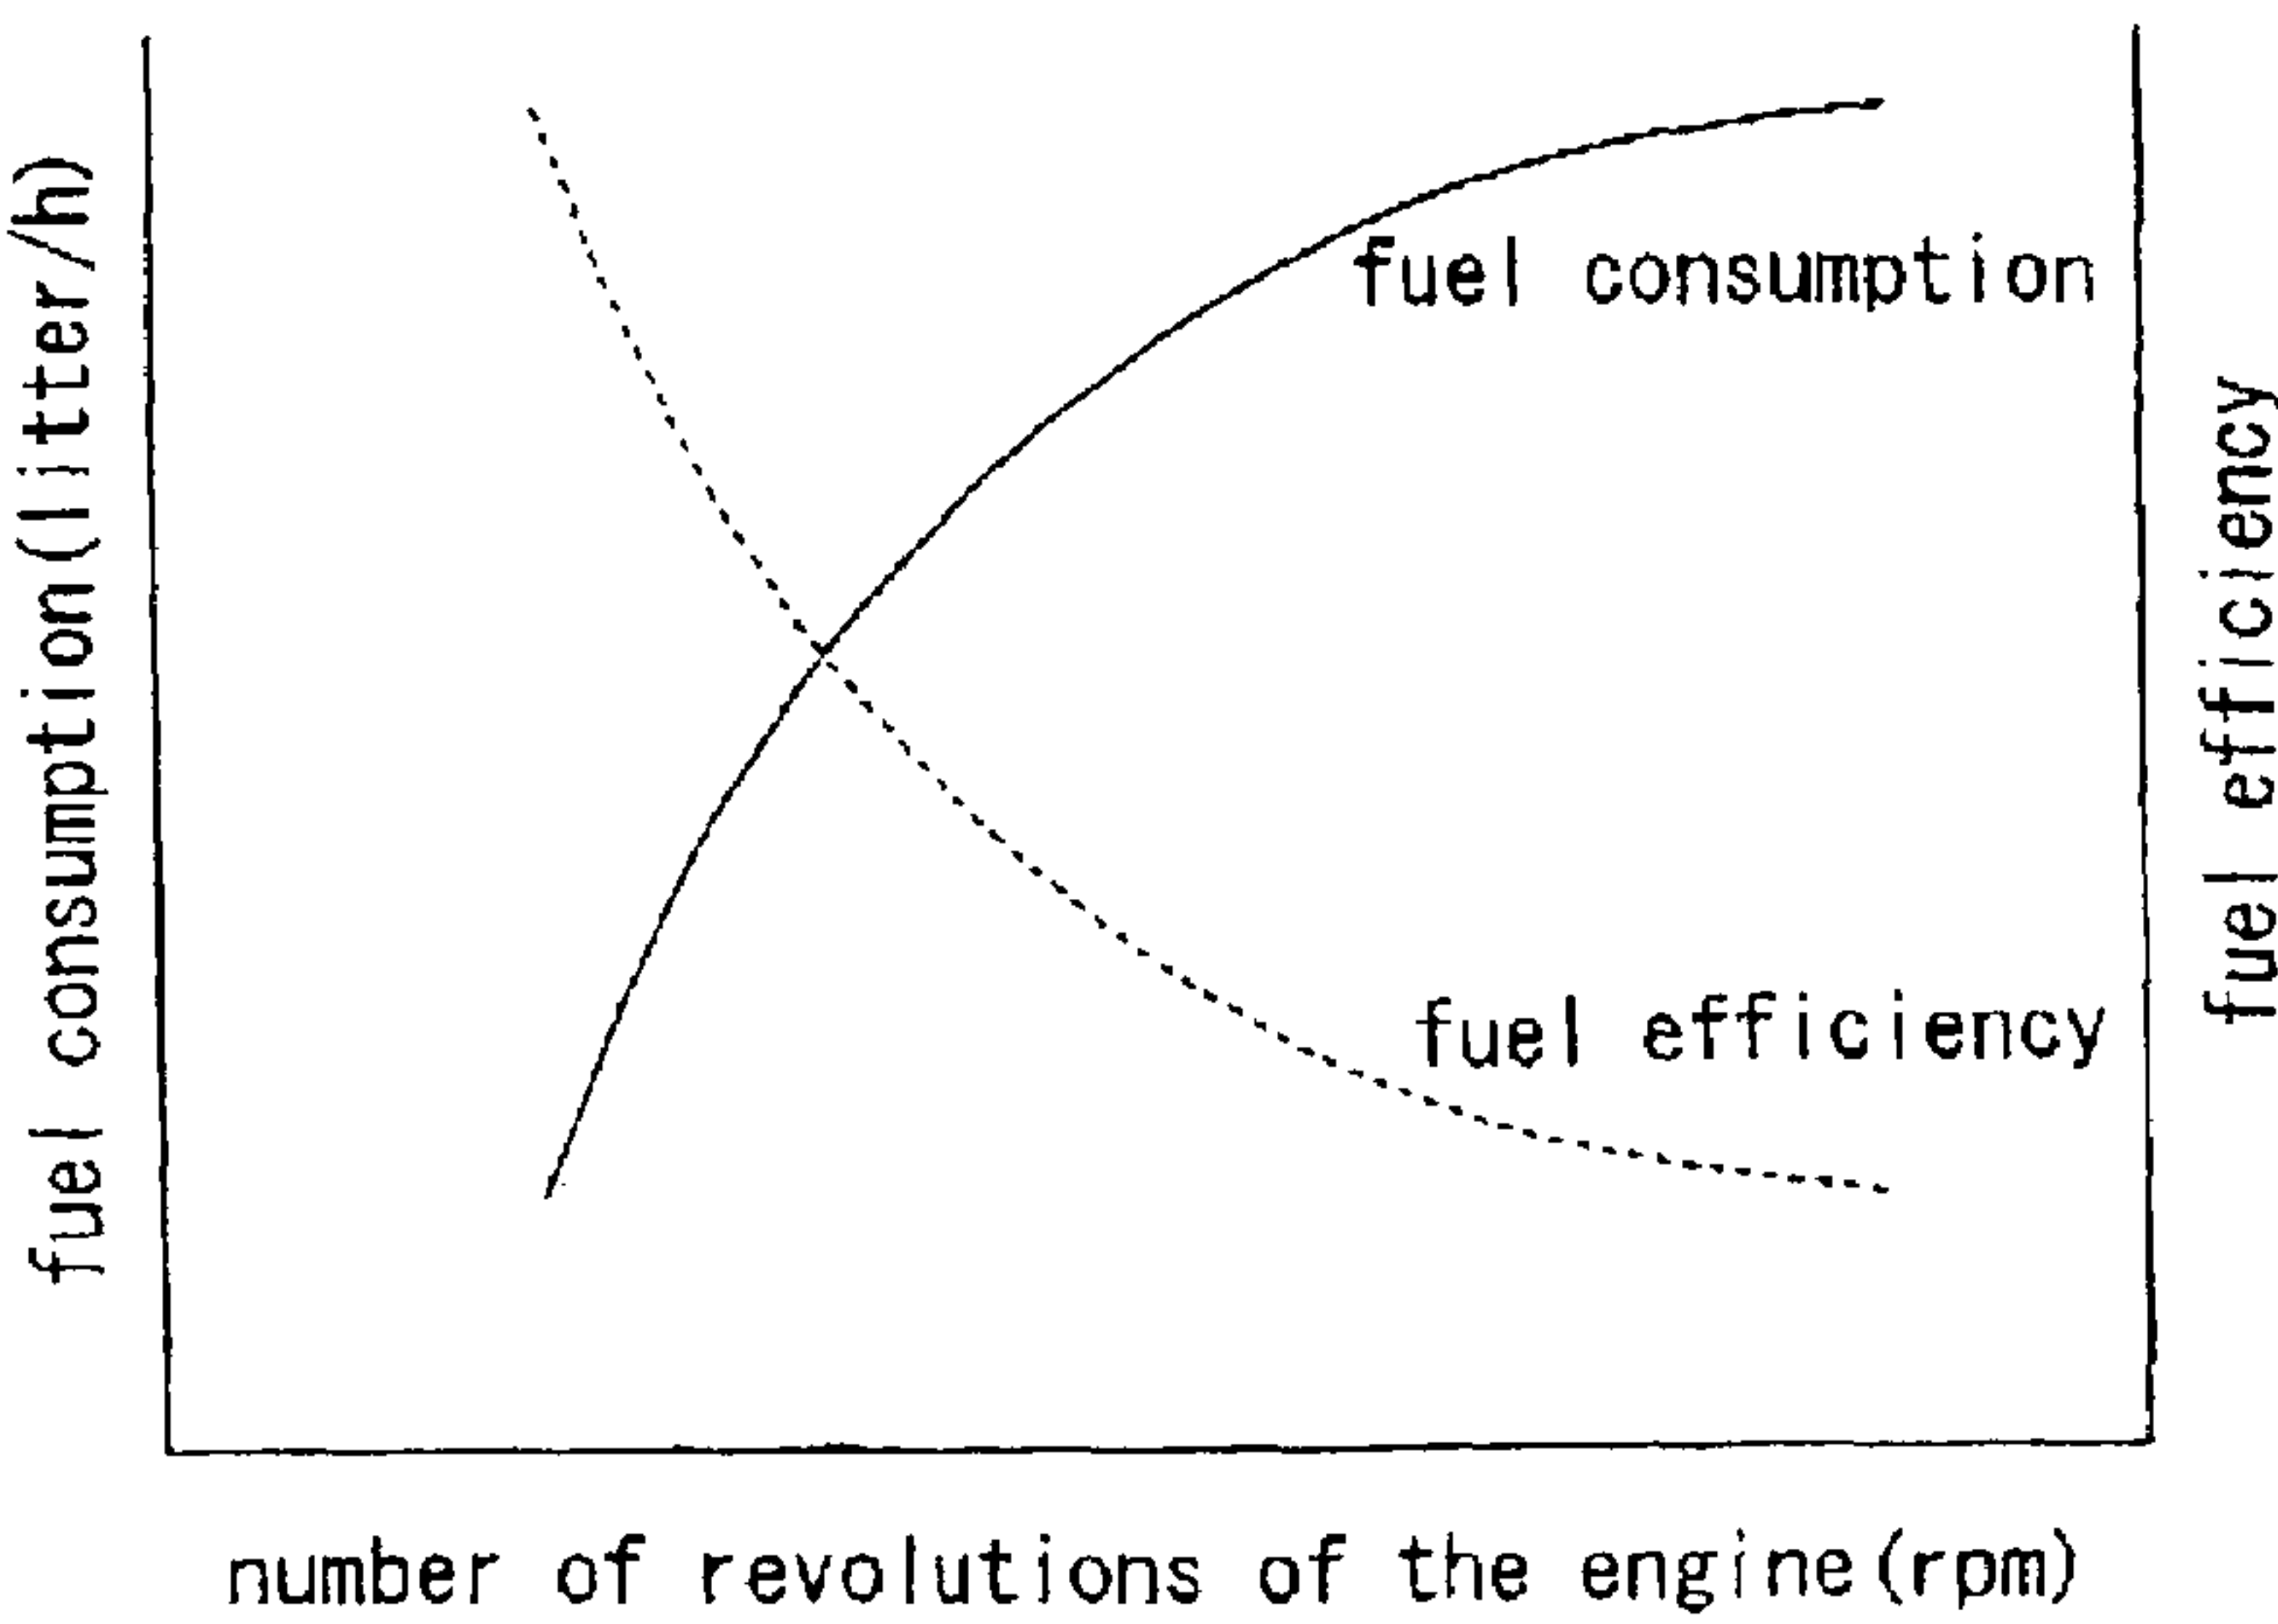 fuel consumption(litter/h)
fuel consumption
fuel efficiency
fuel efficiency
number of revolutions of the engine(rpm)